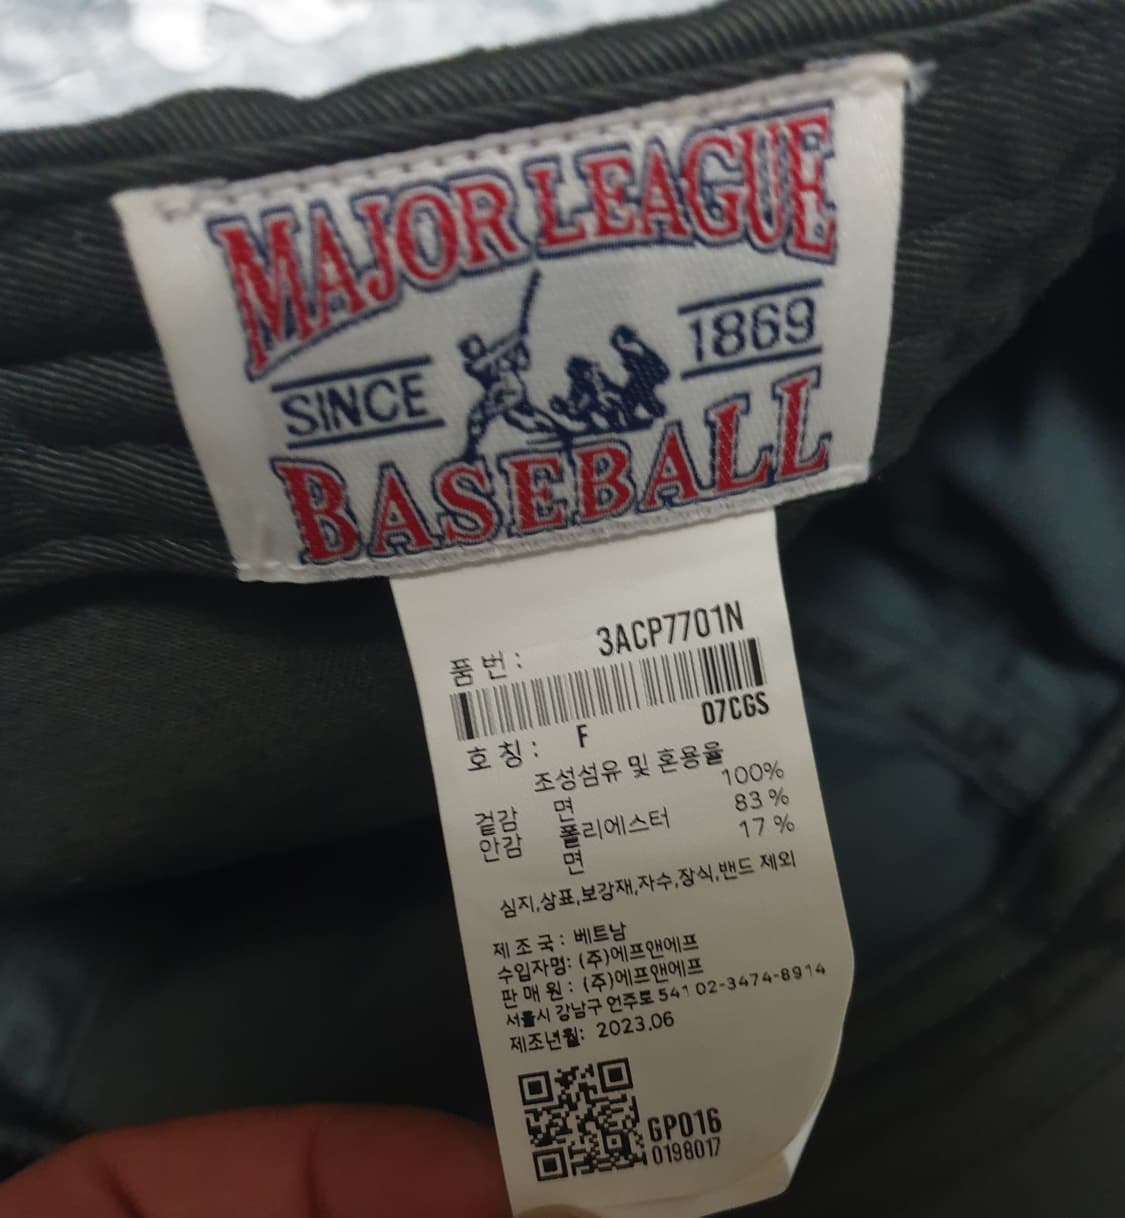 MAJOR LEAGUE
SINCE 1869
BASEBALL
품 번 : 3ACP7701N
07CGS
호 칭 : F
조성섬유 및 혼용율
겉감 면 100%
안감 폴리에스터 83 %
면 17 %
심지,상표,보강재,자수,장식,밴드 제외
제 조 국 : 베트남
수입자명: (주)에프앤에프
판 매 원 : (주)에프앤에프
서울시 강남구 언주로 541 02-3474-8914
제조년월: 2023.06
GP016
0198017